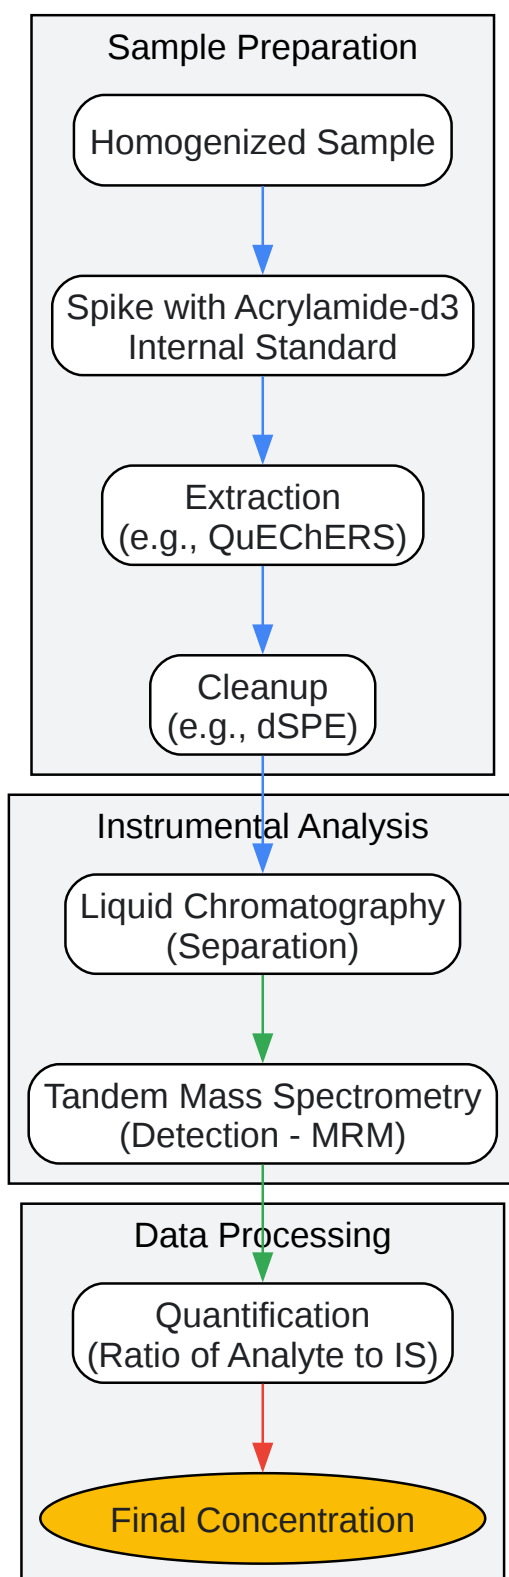 Sample Preparation
Homogenized Sample
Spike with Acrylamide-d3
Internal Standard
Extraction
(e.g., QuEChERS)
Cleanup
(e.g., dSPE)
Instrumental Analysis
Liquid Chromatography
(Separation)
Tandem Mass Spectrometry
(Detection - MRM)
Data Processing
Quantification
(Ratio of Analyte to IS)
Final Concentration